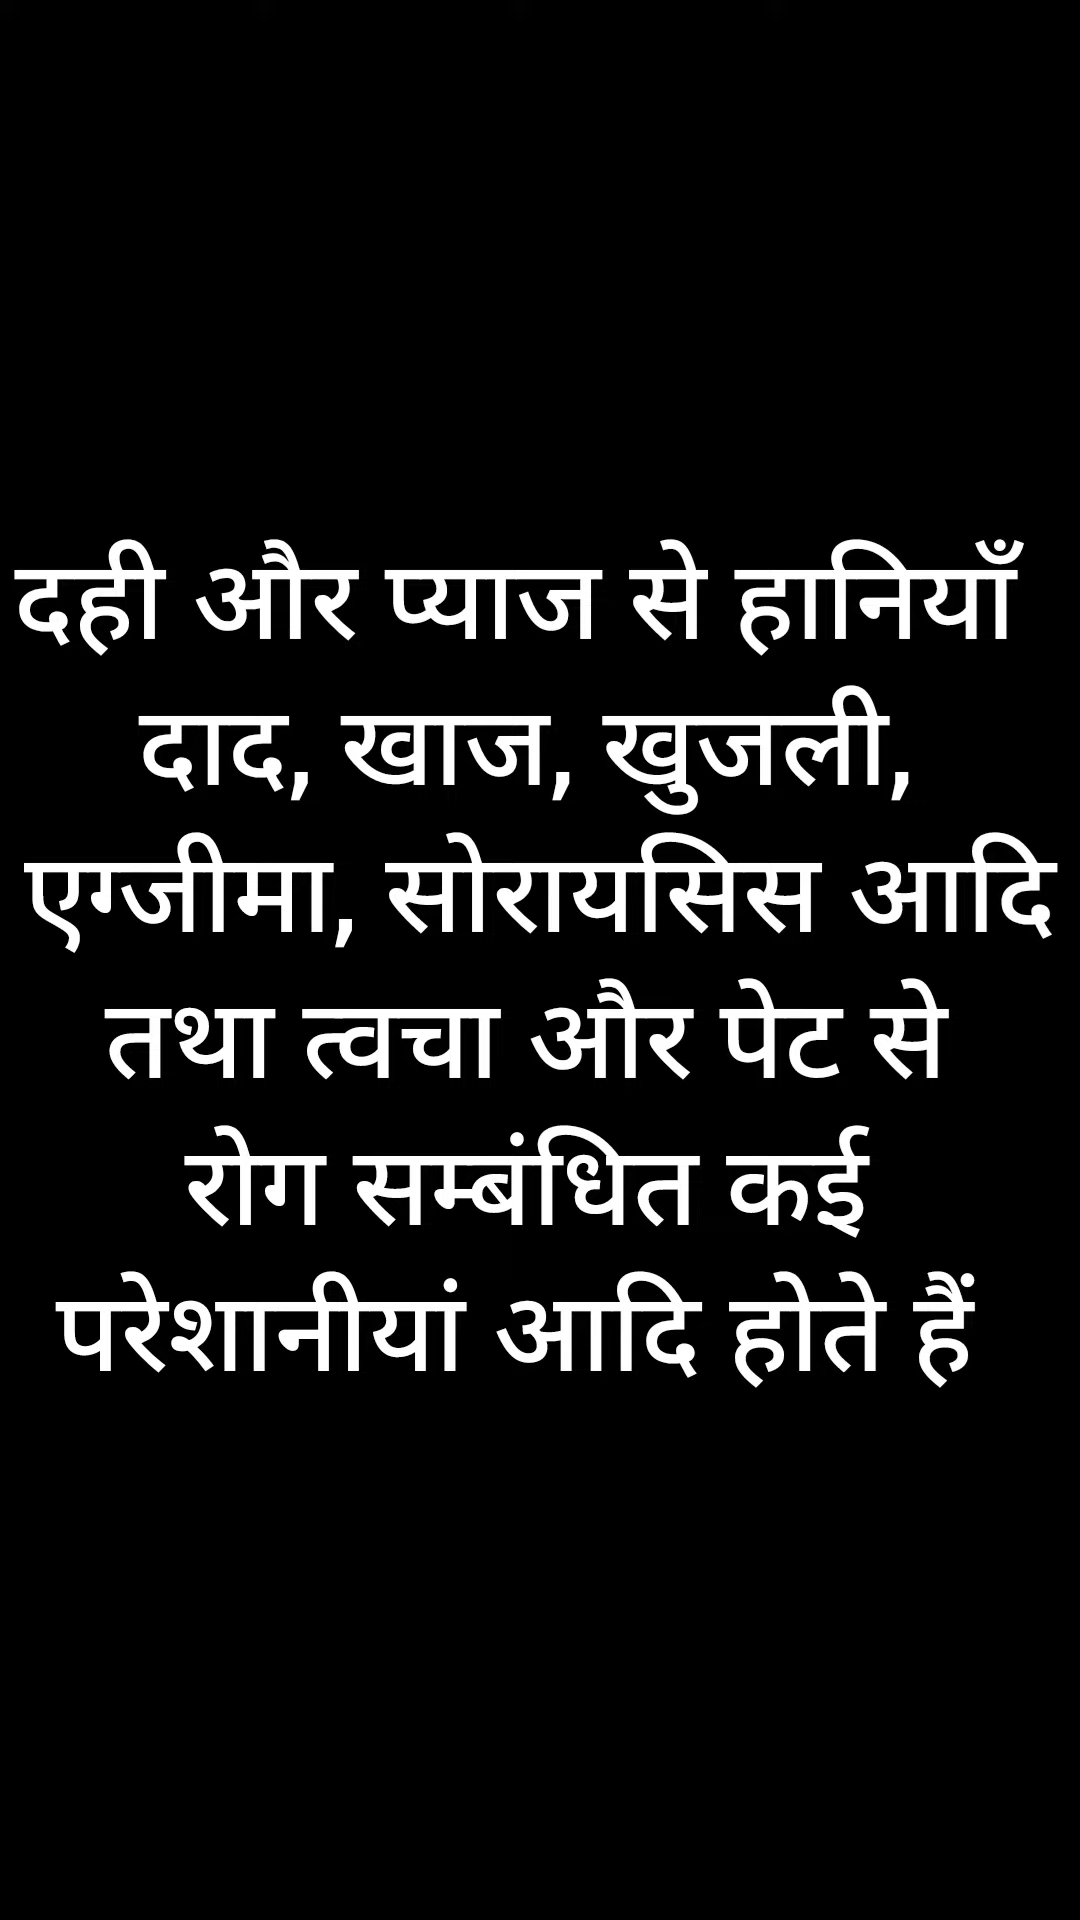 दही और प्याज से हानियाँ
दाद, खाज, खुजली,
एग्जीमा, सोरायसिस आदि
तथा त्वचा और पेट से
रोग सम्बंधित कई
परेशानीयां आदि होते हैं